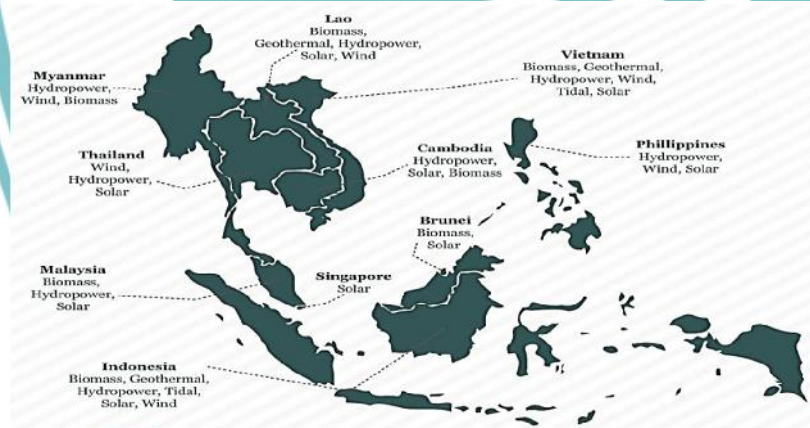 Lao
Biomass,
Geothermal, Hydropower,
Solar, Wind
Vietnam
Biomass, Geothermal,
Hydropower, Wind,
Tidal, Solar
Myanmar
Hydropower,
Wind, Biomass
Thailand
Wind,
Hydropower,
Solar
Cambodia
Hydropower,
Solar, Biomass
Phillippines
Hydropower,
Wind, Solar
Brunei
Biomass,
Solar
Malaysia
Biomass,
Hydropower,
Solar
Singapore
Solar
Indonesia
Biomass, Geothermal,
Hydropower, Tidal,
Solar, Wind